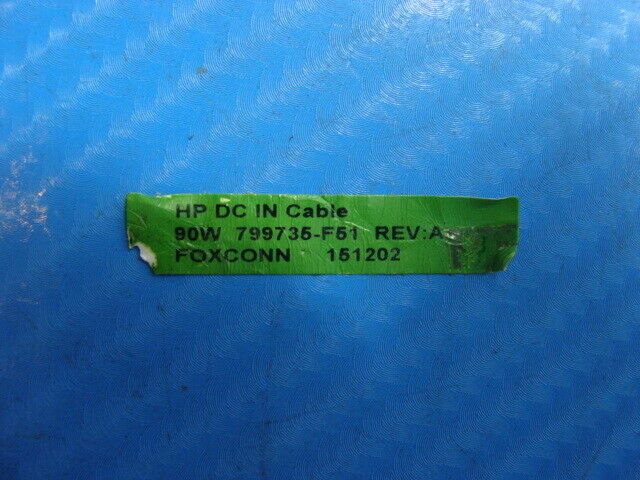 HP DC IN Cable
90W 799735-F51 REV:A
FOXCONN 151202